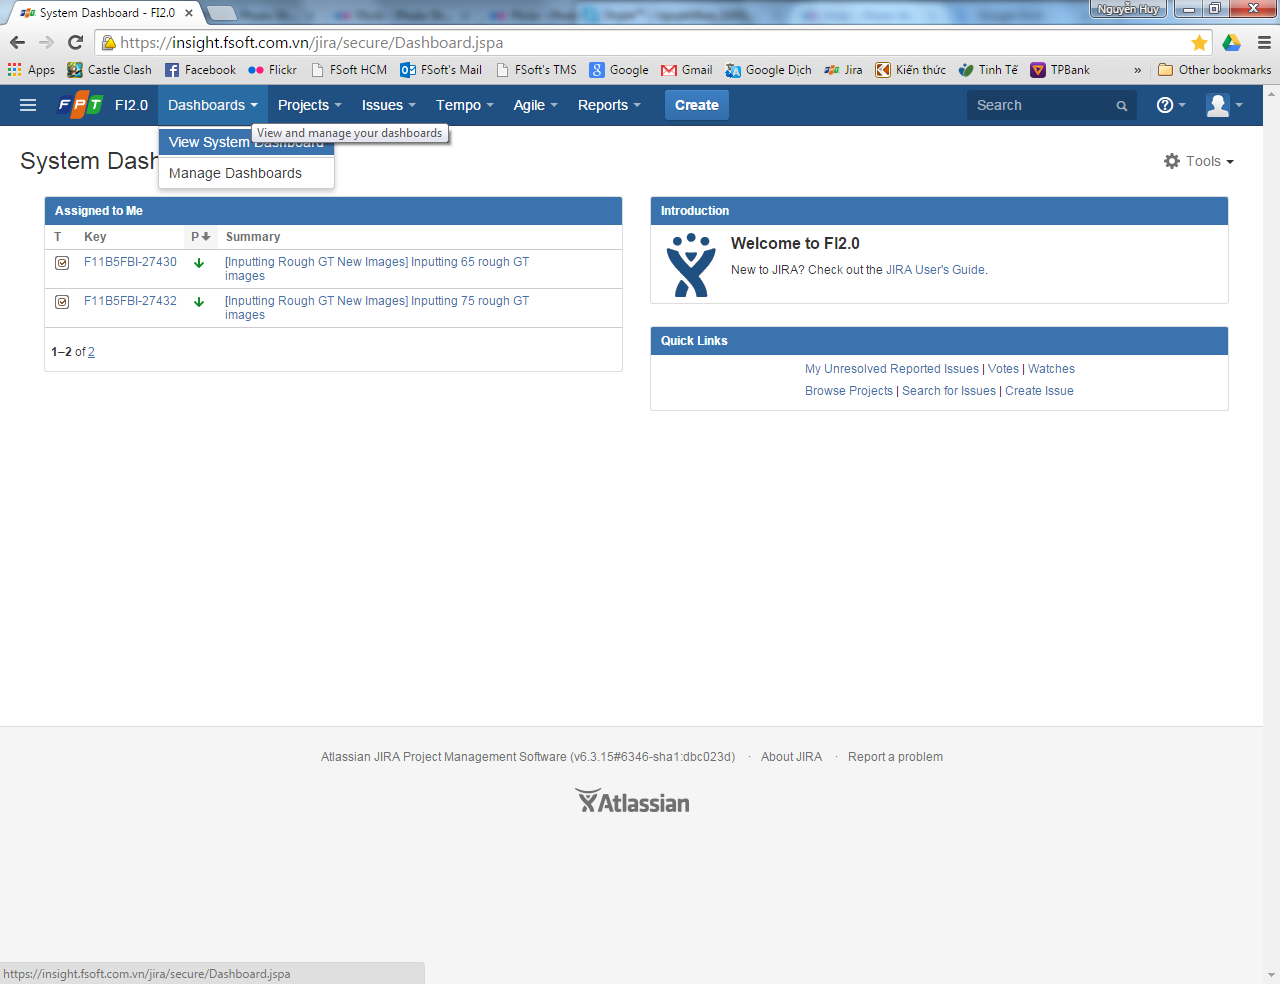 System Dashboard - FI2.0
Nguyễn Huy
https://insight.fsoft.com.vn/jira/secure/Dashboard.jspa
Apps Castle Clash Facebook Flickr FSoft HCM FSoft's Mail FSoft's TMS Google Gmail Google Dịch Jira Kiến thức Tinh Tế TPBank » Other bookmarks
FPT FI2.0 Dashboards Projects Issues Tempo Agile Reports Create Search
View and manage your dashboards
View System Dashboard
Manage Dashboards
System Dash
Tools
Assigned to Me
T Key P Summary
F11B5FBI-27430 [Inputting Rough GT New Images] Inputting 65 rough GT
images
F11B5FBI-27432 [Inputting Rough GT New Images] Inputting 75 rough GT
images
1–2 of 2
Introduction
Welcome to FI2.0
New to JIRA? Check out the JIRA User's Guide.
Quick Links
My Unresolved Reported Issues | Votes | Watches
Browse Projects | Search for Issues | Create Issue
Atlassian JIRA Project Management Software (v6.3.15#6346-sha1:dbc023d) · About JIRA · Report a problem
Atlassian
https://insight.fsoft.com.vn/jira/secure/Dashboard.jspa